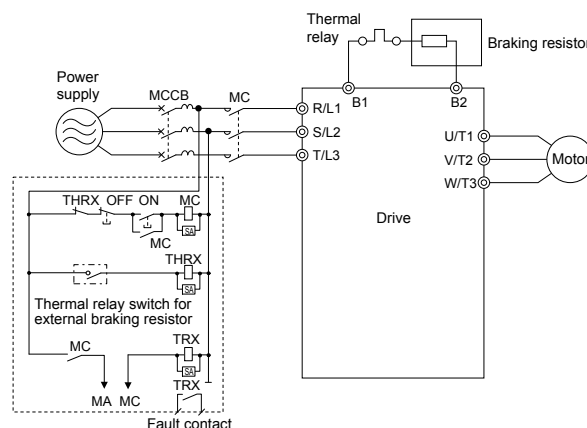 Thermal
relay
Braking resistor
Power
supply
MCCB
MC
B1
B2
R/L1
S/L2
T/L3
U/T1
V/T2
W/T3
Motor
Drive
THRX OFF ON
MC
SA
MC
THRX
SA
Thermal relay switch for
external braking resistor
MC
TRX
SA
MA MC
TRX
Fault contact